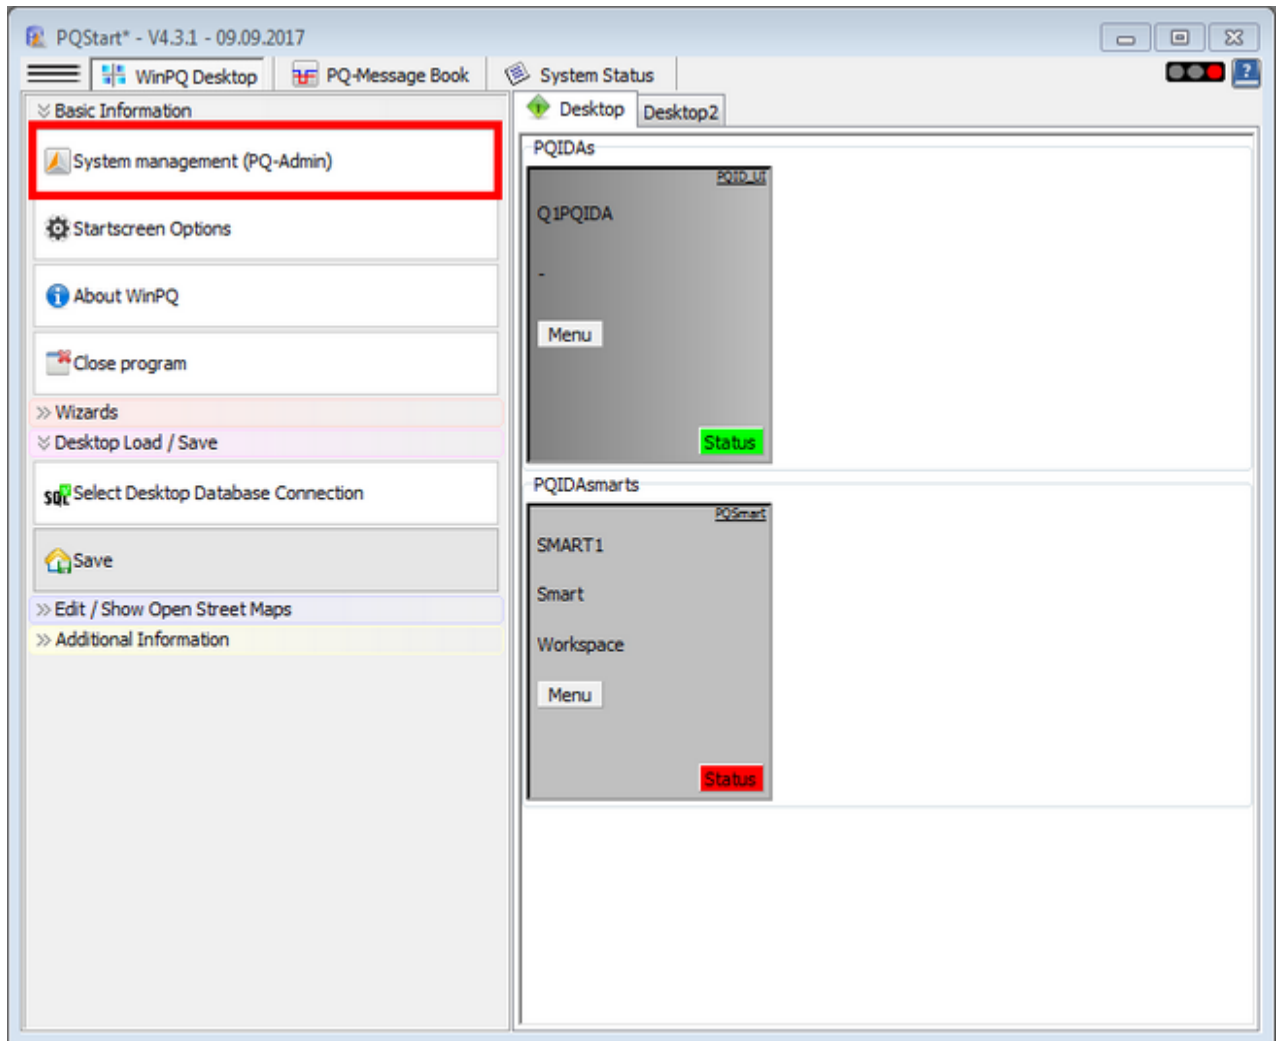 PQStart* - V4.3.1 - 09.09.2017
WinPQ Desktop
PQ-Message Book
System Status
?
Basic Information
System management (PQ-Admin)
Startscreen Options
About WinPQ
Close program
Wizards
Desktop Load / Save
SQL Select Desktop Database Connection
Save
Edit / Show Open Street Maps
Additional Information
Desktop
Desktop2
PQIDAs
PQID_UI
Q1PQIDA
-
Menu
Status
PQIDAsmarts
PQSmart
SMART1
Smart
Workspace
Menu
Status